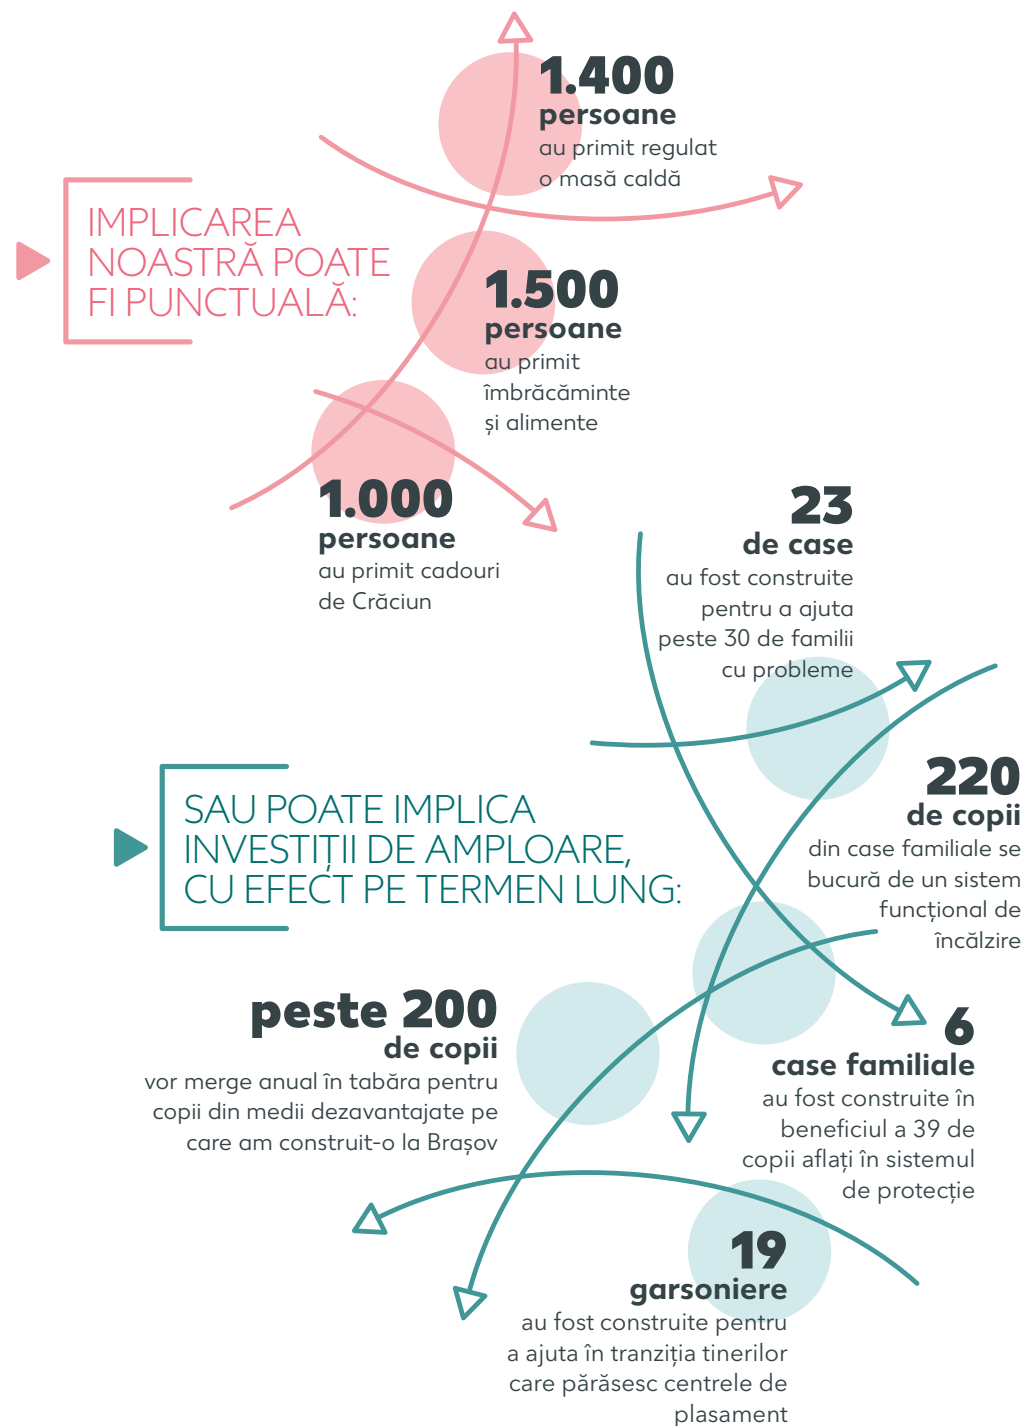 IMPLICAREA
NOASTRĂ POATE
FI PUNCTUALĂ:
1.400
persoane
au primit regulat
o masă caldă
1.500
persoane
au primit
îmbrăcăminte
și alimente
1.000
persoane
au primit cadouri
de Crăciun
SAU POATE IMPLICA
INVESTIȚII DE AMPLOARE,
CU EFECT PE TERMEN LUNG:
23
de case
au fost construite
pentru a ajuta
peste 30 de familii
cu probleme
220
de copii
din case familiale se
bucură de un sistem
funcțional de
încălzire
peste 200
de copii
vor merge anual în tabăra pentru
copii din medii dezavantajate pe
care am construit-o la Brașov
6
case familiale
au fost construite în
beneficiul a 39 de
copii aflați în sistemul
de protecție
19
garsoniere
au fost construite pentru
a ajuta în tranziția tinerilor
care părăsesc centrele de
plasament